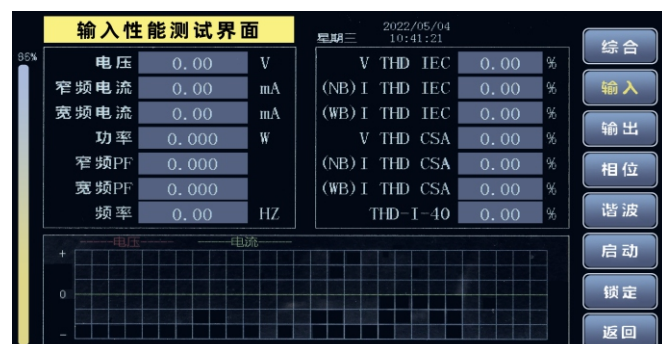 输入性能测试界面
星期三
2022/05/04
10:41:21
综合
输入
输出
相位
谐波
启动
锁定
返回
电压 0.00 V
窄频电流 0.00 mA
宽频电流 0.00 mA
功率 0.000 W
窄频PF 0.000
宽频PF 0.000
频率 0.00 HZ
V THD IEC 0.00 %
(NB)I THD IEC 0.00 %
(WB)I THD IEC 0.00 %
V THD CSA 0.00 %
(NB)I THD CSA 0.00 %
(WB)I THD CSA 0.00 %
THD-I-40 0.00 %
电压 电流
+
0
-